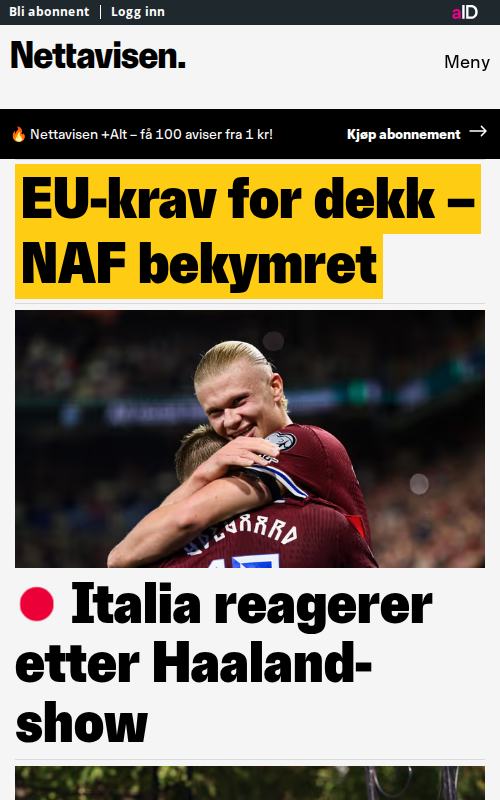 Bli abonnent
Logg inn
aID
Nettavisen.
Meny
🔥 Nettavisen +Alt – få 100 aviser fra 1 kr!
Kjøp abonnement →
EU-krav for dekk –
NAF bekymret
Italia reagerer
etter Haaland-
show